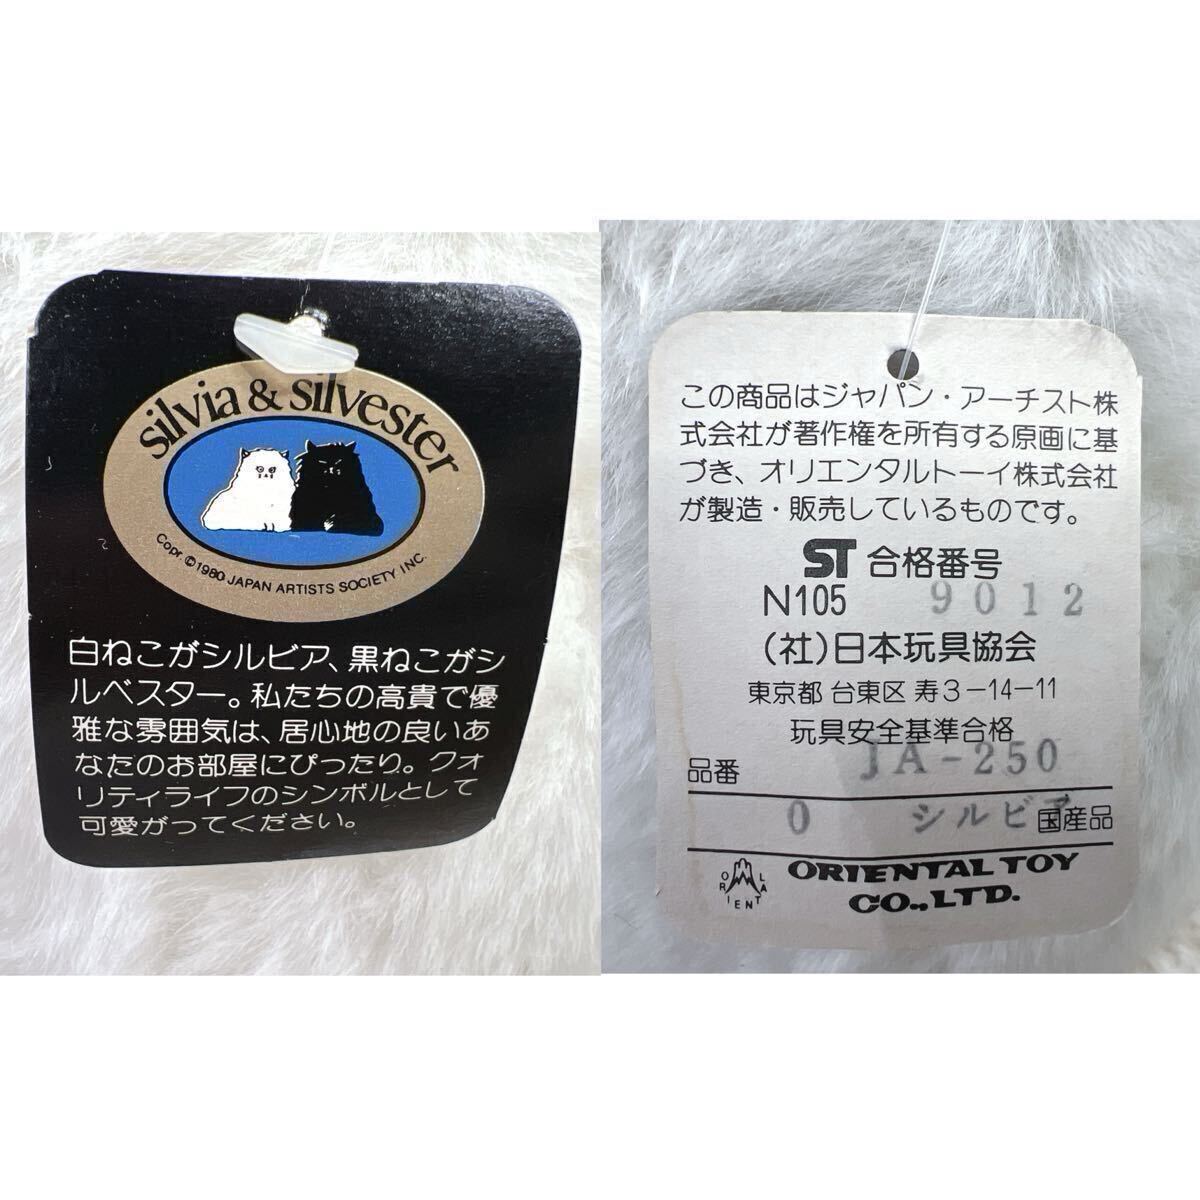 silvia & silvester
Copr. ©1980 JAPAN ARTISTS SOCIETY INC.
白ねこがシルビア、黒ねこがシ
ルベスター。私たちの高貴で優
雅な雰囲気は、居心地の良いあ
なたのお部屋にぴったり。クォ
リティライフのシンボルとして
可愛がってください。
この商品はジャパン・アーチスト株
式会社が著作権を所有する原画に基
づき、オリエンタルトーイ株式会社
が製造・販売しているものです。
ST 合格番号
N105 9012
(社)日本玩具協会
東京都 台東区 寿3-14-11
玩具安全基準合格
品番 JA-250
0 シルビア 国産品
ORIENTAL
ORIENTAL TOY
CO.,LTD.